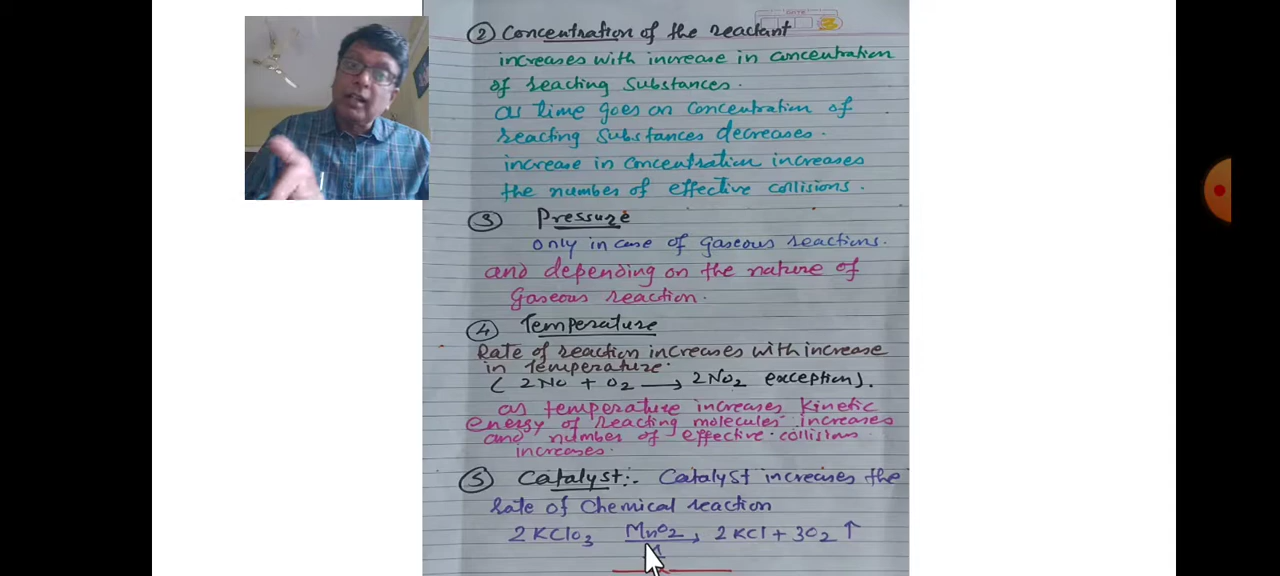 DATE 3
② Concentration of the reactant
increases with increase in concentration
of reacting substances.
as time goes on concentration of
reacting substances decreases.
increase in concentration increases
the number of effective collisions.
③ Pressure
only in case of gaseous reactions.
and depending on the nature of
Gaseous reaction.
④ Temperature
Rate of reaction increases with increase
in Temperature.
( 2NO + O2 ⟶ 2NO2 exception).
as temperature increases kinetic
energy of reacting molecules increases
and number of effective collisions
increases.
⑤ Catalyst:- Catalyst increases the
Rate of Chemical reaction
2KClO3 MnO2, 2KCl + 3O2 ↑